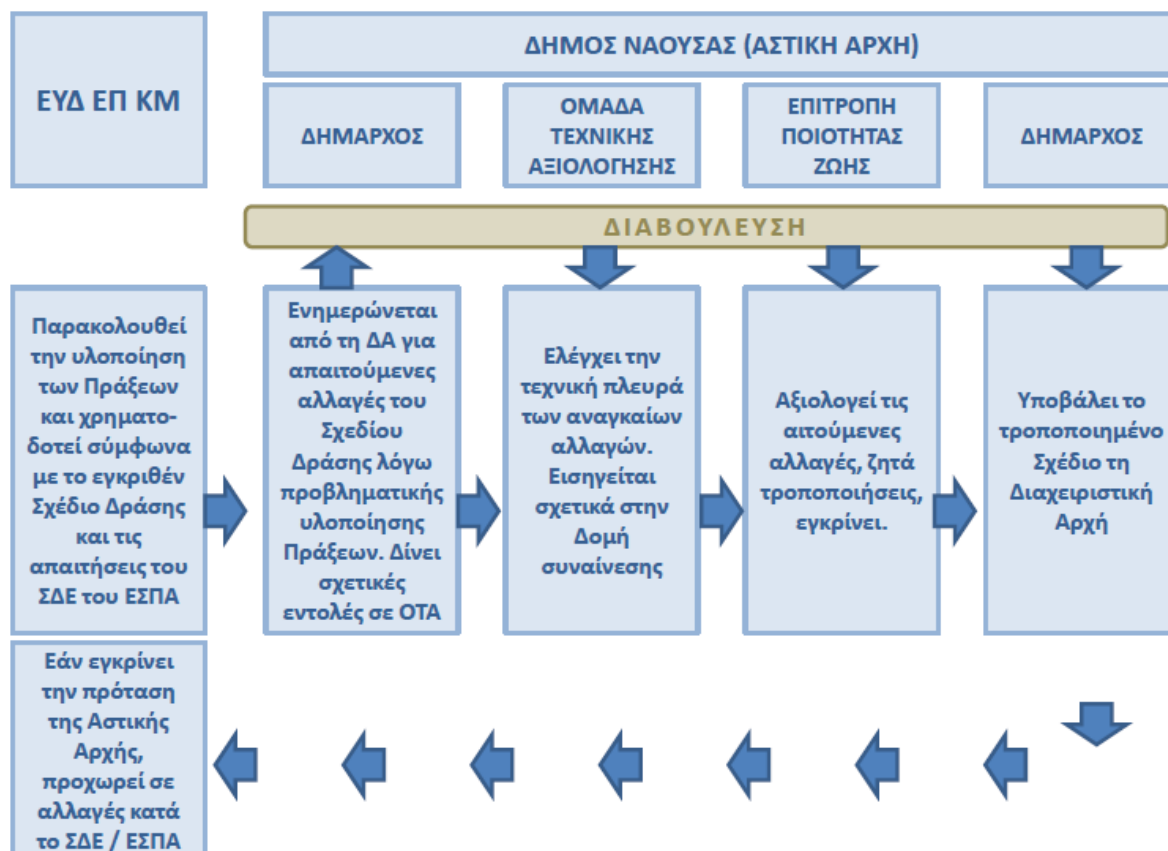 ΕΥΔ ΕΠ ΚΜ
ΔΗΜΟΣ ΝΑΟΥΣΑΣ (ΑΣΤΙΚΗ ΑΡΧΗ)
ΔΗΜΑΡΧΟΣ
ΟΜΑΔΑ
ΤΕΧΝΙΚΗΣ
ΑΞΙΟΛΟΓΗΣΗΣ
ΕΠΙΤΡΟΠΗ
ΠΟΙΟΤΗΤΑΣ
ΖΩΗΣ
ΔΗΜΑΡΧΟΣ
ΔΙΑΒΟΥΛΕΥΣΗ
Παρακολουθεί
την υλοποίηση
των Πράξεων
και χρηματο-
δοτεί σύμφωνα
με το εγκριθέν
Σχέδιο Δράσης
και τις
απαιτήσεις του
ΣΔΕ του ΕΣΠΑ
Ενημερώνεται
από τη ΔΑ για
απαιτούμενες
αλλαγές του
Σχεδίου
Δράσης λόγω
προβληματικής
υλοποίησης
Πράξεων. Δίνει
σχετικές
εντολές σε ΟΤΑ
Ελέγχει την
τεχνική πλευρά
των αναγκαίων
αλλαγών.
Εισηγείται
σχετικά στην
Δομή
συναίνεσης
Αξιολογεί τις
αιτούμενες
αλλαγές, ζητά
τροποποιήσεις,
εγκρίνει.
Υποβάλει το
τροποποιημένο
Σχέδιο τη
Διαχειριστική
Αρχή
Εάν εγκρίνει
την πρόταση
της Αστικής
Αρχής,
προχωρεί σε
αλλαγές κατά
το ΣΔΕ / ΕΣΠΑ